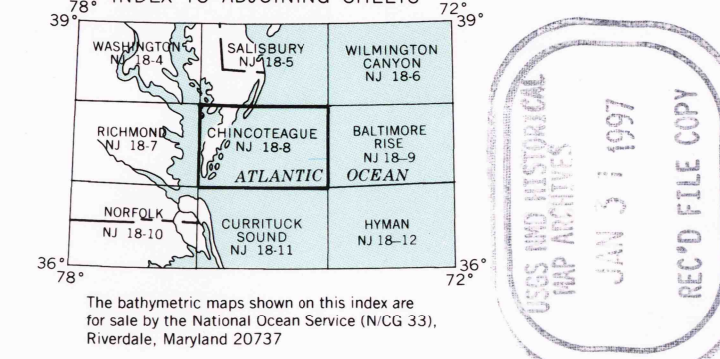 INDEX TO ADJOINING SHEETS
78° 72°
39° 39°
WASHINGTON
NJ 18-4
SALISBURY
NJ 18-5
WILMINGTON
CANYON
NJ 18-6
RICHMOND
NJ 18-7
CHINCOTEAGUE
NJ 18-8
BALTIMORE
RISE
NJ 18–9
ATLANTIC OCEAN
NORFOLK
NJ 18-10
CURRITUCK
SOUND
NJ 18-11
HYMAN
NJ 18–12
36° 36°
78° 72°
The bathymetric maps shown on this index are
for sale by the National Ocean Service (N/CG 33),
Riverdale, Maryland 20737
USGS NMD HISTORICAL
MAP ARCHIVES
JAN 31 1997
REC'D FILE COPY